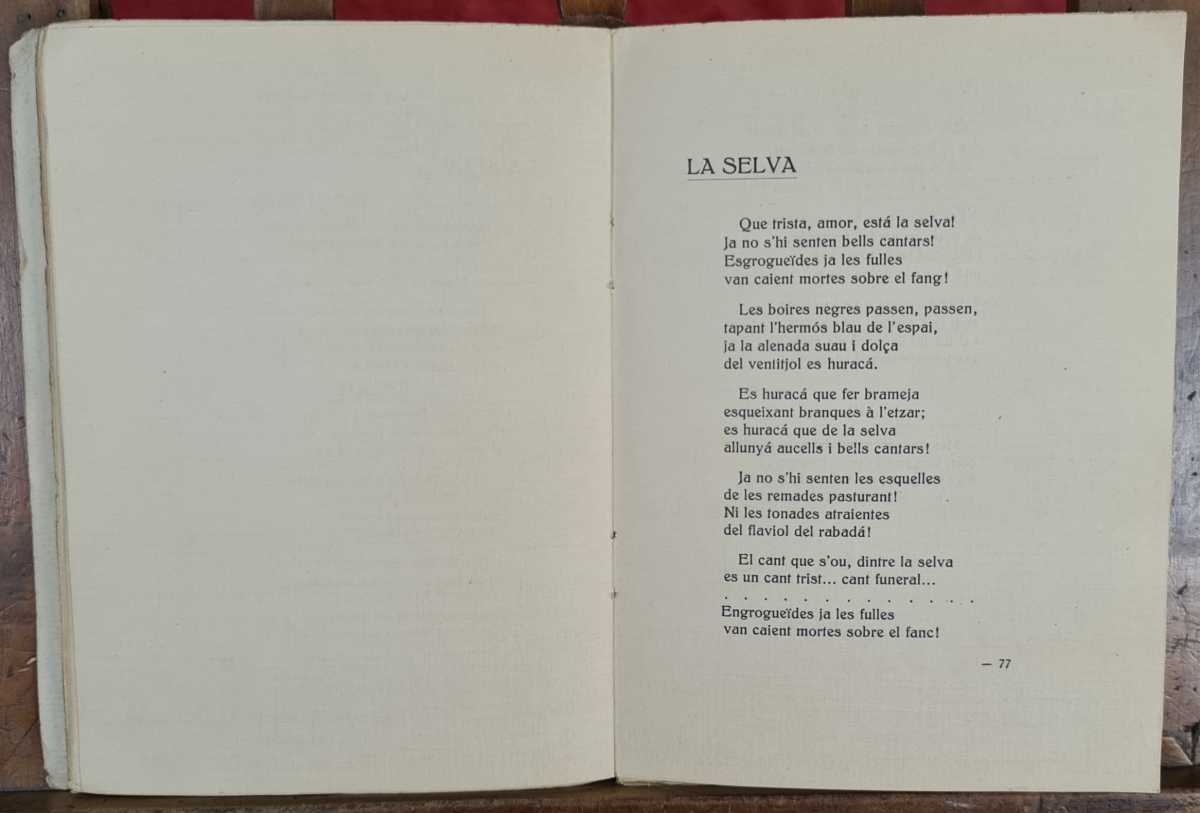 LA SELVA
Que trista, amor, está la selva!
Ja no s'hi senten bells cantars!
Esgrogueïdes ja les fulles
van caient mortes sobre el fang!
Les boires negres passen, passen,
tapant l'hermós blau de l'espai,
ja la alenada suau i dolça
del ventitjol es huracá.
Es huracá que fer brameja
esqueixant branques à l'etzar;
es huracá que de la selva
allunyá aucells i bells cantars!
Ja no s'hi senten les esquelles
de les remades pasturant!
Ni les tonades atraientes
del flaviol del rabadá!
El cant que s'ou, dintre la selva
es un cant trist... cant funeral...
. . . . . . . . . . . . .
Engrogueïdes ja les fulles
van caient mortes sobre el fanc!
— 77